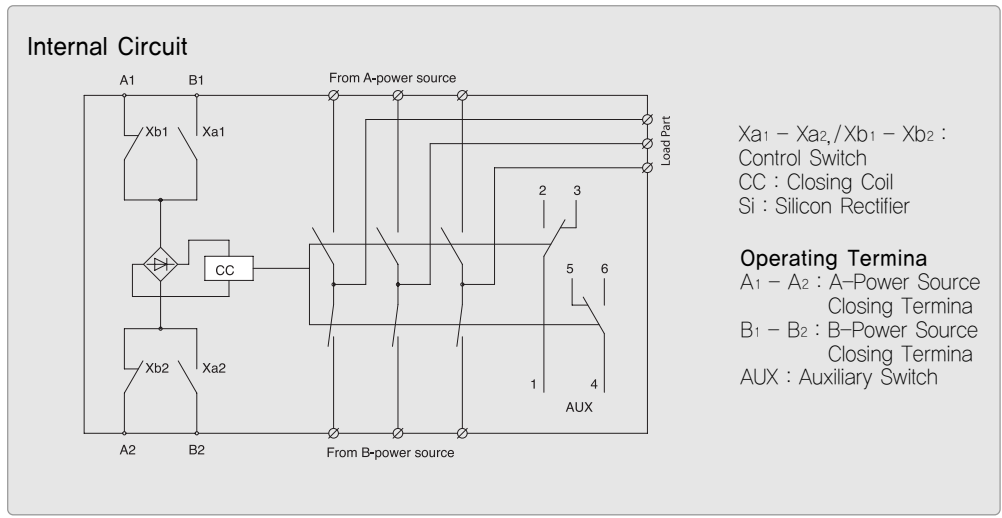 Internal Circuit
A1 B1 From A-power source
Xb1 Xa1
Load Part
2 3
CC
5 6
Xb2 Xa2
1 4
AUX
A2 B2 From B-power source
Xa1 – Xa2,/Xb1 – Xb2 :
Control Switch
CC : Closing Coil
Si : Silicon Rectifier
Operating Termina
A1 – A2 : A-Power Source
Closing Termina
B1 – B2 : B-Power Source
Closing Termina
AUX : Auxiliary Switch